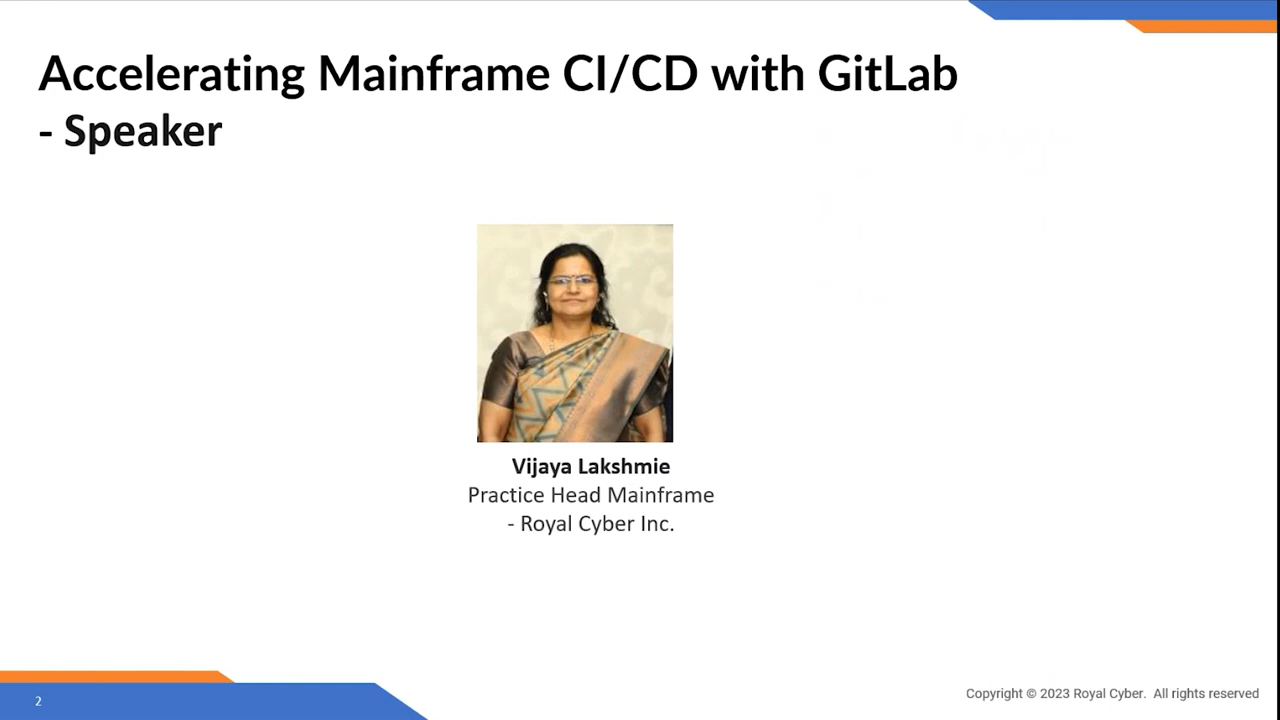 Accelerating Mainframe CI/CD with GitLab
- Speaker
Vijaya Lakshmie
Practice Head Mainframe
- Royal Cyber Inc.
2
Copyright © 2023 Royal Cyber. All rights reserved